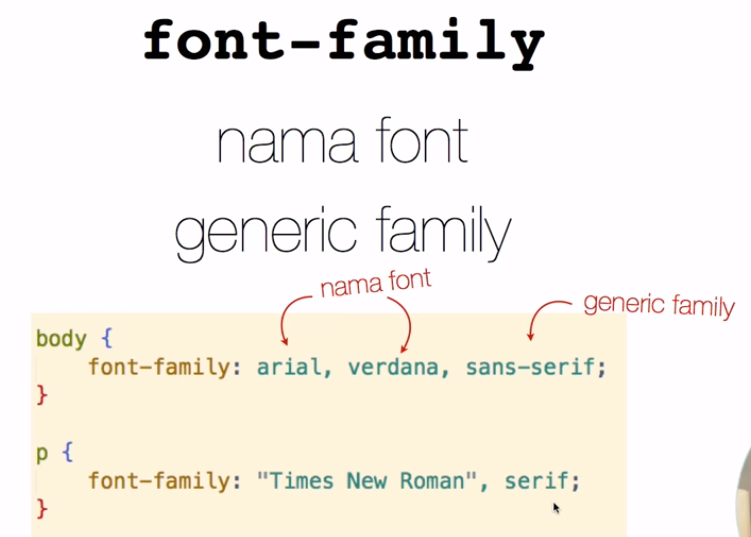 font-family
nama font
generic family
nama font
generic family
body {
    font-family: arial, verdana, sans-serif;
}
p {
    font-family: "Times New Roman", serif;
}